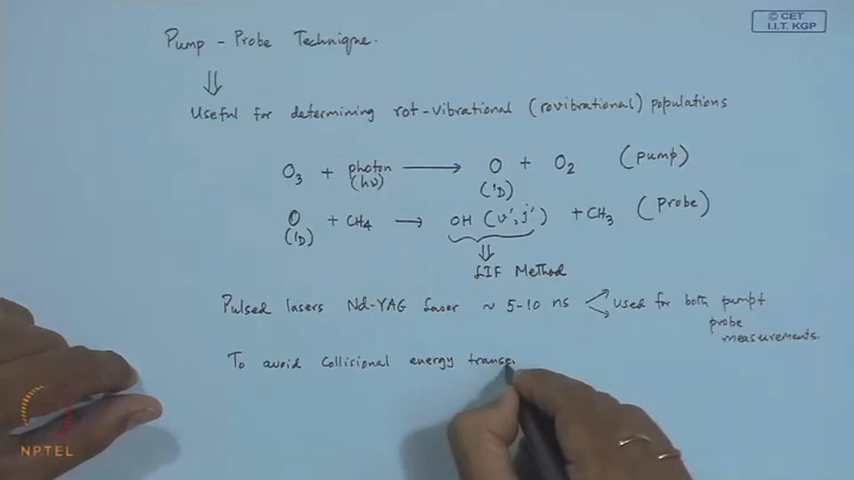 © CET
I.I.T. KGP
Pump - Probe Technique.
Useful for determining rot-vibrational (rovibrational) populations
O3 + photon (hν) ⟶ O (¹D) + O2 (pump)
O (¹D) + CH4 → OH (v', j') + CH3 (Probe)
LIF Method
Pulsed lasers Nd-YAG laser ~ 5-10 ns used for both pump +
probe
measurements.
To avoid collisional energy
NPTEL